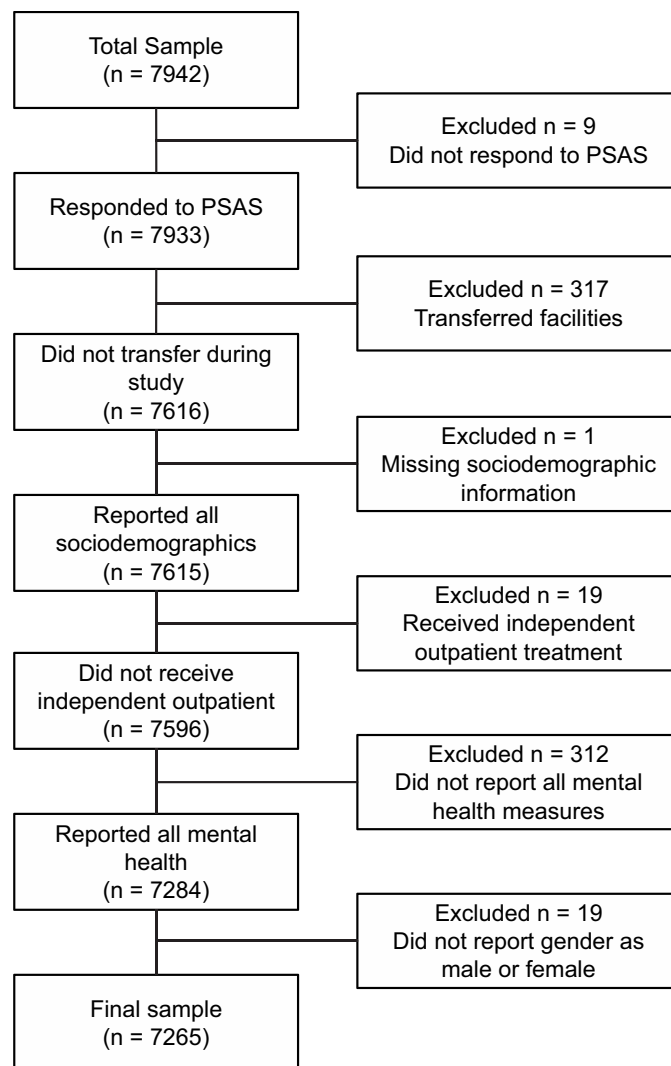 Total Sample
(n = 7942)
Excluded n = 9
Did not respond to PSAS
Responded to PSAS
(n = 7933)
Excluded n = 317
Transferred facilities
Did not transfer during
study
(n = 7616)
Excluded n = 1
Missing sociodemographic
information
Reported all
sociodemographics
(n = 7615)
Excluded n = 19
Received independent
outpatient treatment
Did not receive
independent outpatient
(n = 7596)
Excluded n = 312
Did not report all mental
health measures
Reported all mental
health
(n = 7284)
Excluded n = 19
Did not report gender as
male or female
Final sample
(n = 7265)